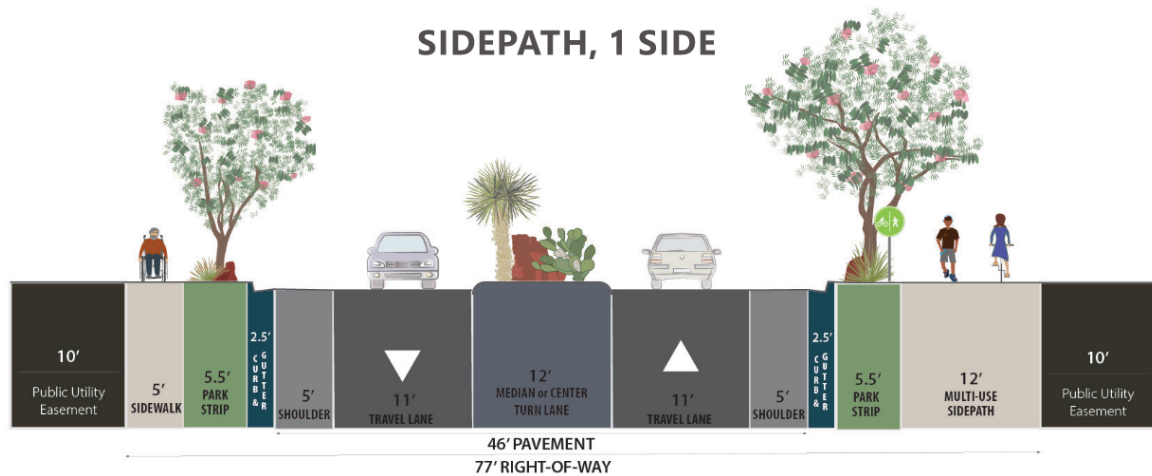 SIDEPATH, 1 SIDE
10’
Public Utility
Easement
5’
SIDEWALK
5.5’
PARK
STRIP
2.5’
CURB &
GUTTER
5’
SHOULDER
11’
TRAVEL LANE
12’
MEDIAN or CENTER
TURN LANE
11’
TRAVEL LANE
5’
SHOULDER
2.5’
CURB &
GUTTER
5.5’
PARK
STRIP
12’
MULTI-USE
SIDEPATH
10’
Public Utility
Easement
46’ PAVEMENT
77’ RIGHT-OF-WAY